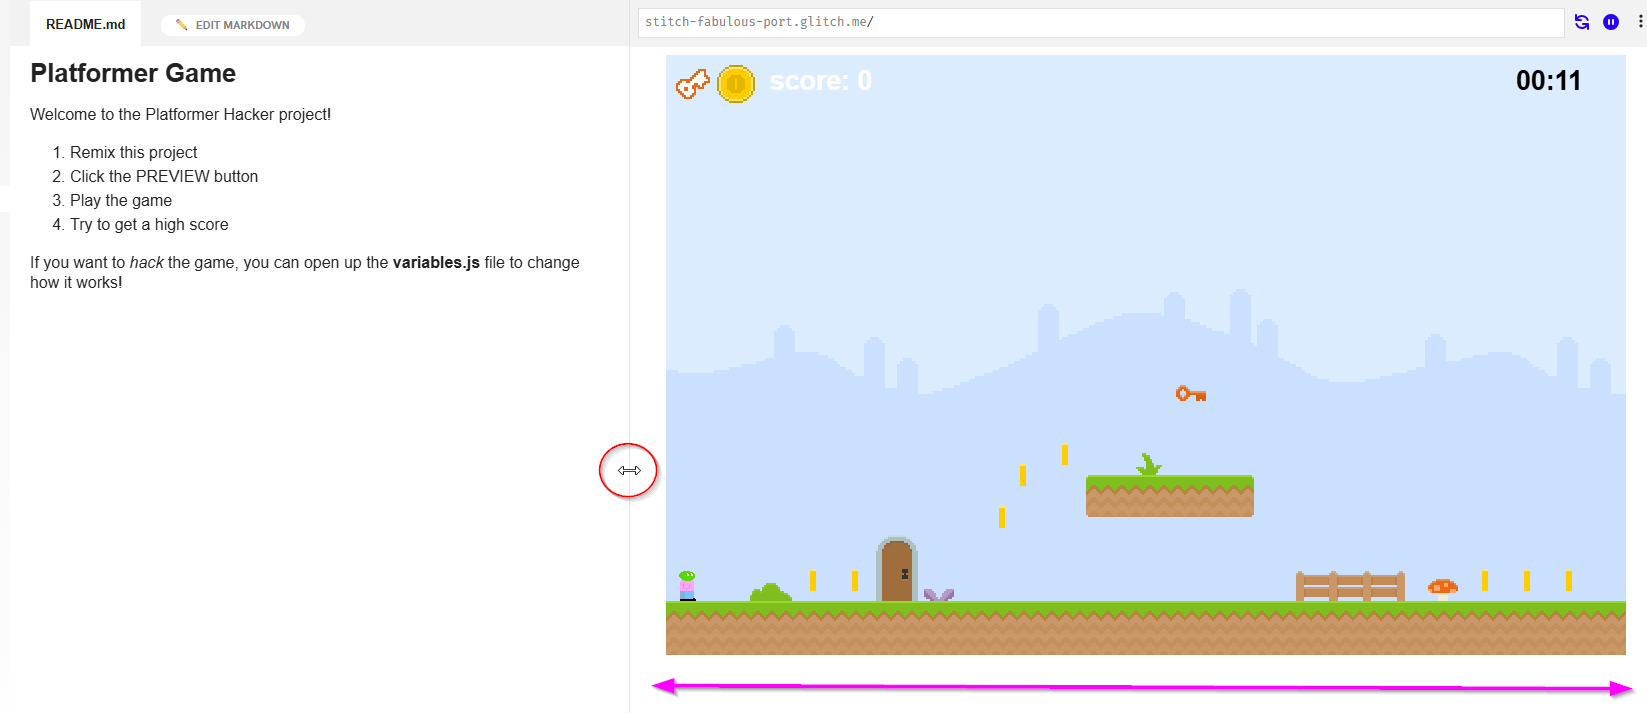 README.md
EDIT MARKDOWN
Platformer Game
Welcome to the Platformer Hacker project!
1. Remix this project
2. Click the PREVIEW button
3. Play the game
4. Try to get a high score
If you want to hack the game, you can open up the variables.js file to change
how it works!
stitch-fabulous-port.glitch.me/
score: 0
00:11